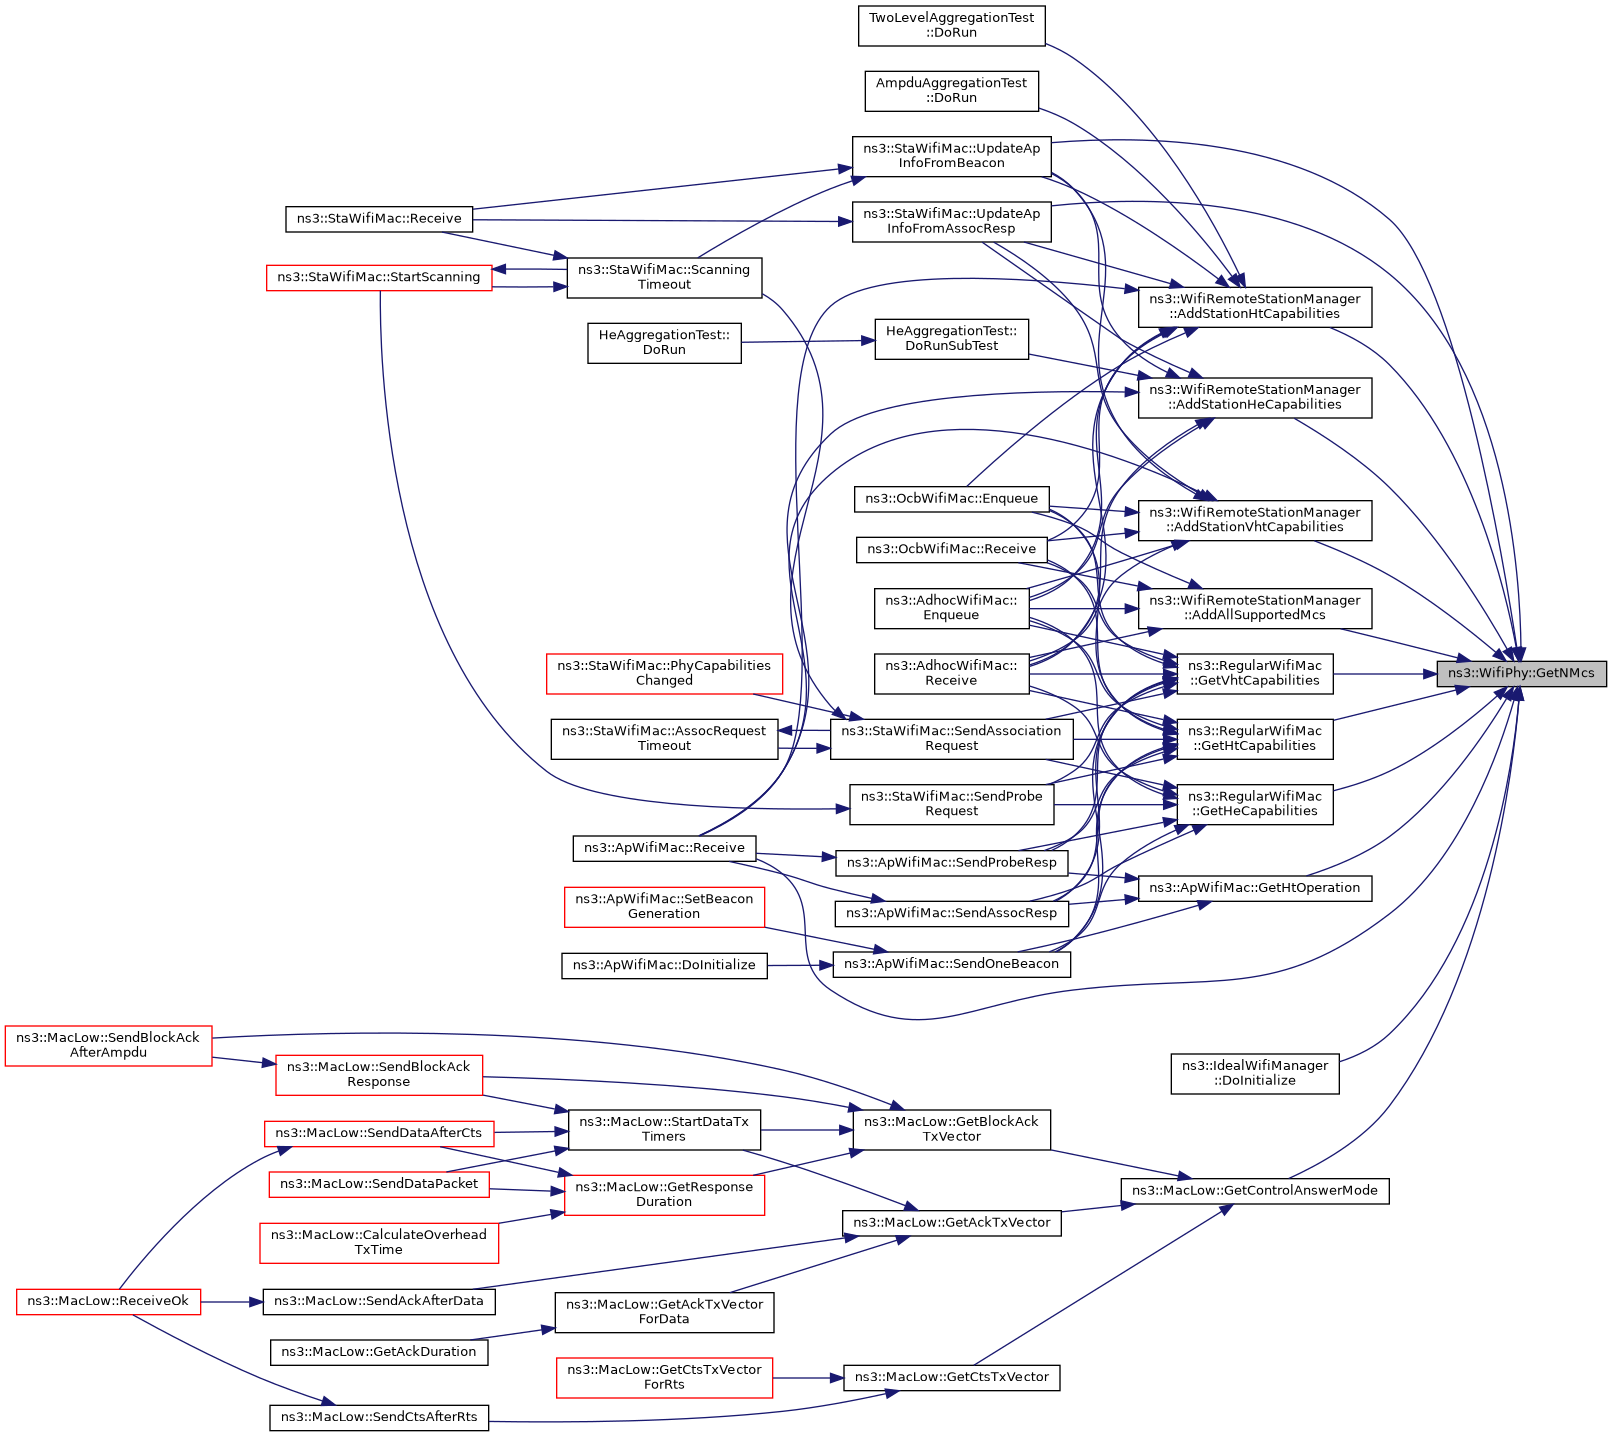 TwoLevelAggregationTest
::DoRun
AmpduAggregationTest
::DoRun
ns3::StaWifiMac::UpdateAp
InfoFromBeacon
ns3::StaWifiMac::UpdateAp
InfoFromAssocResp
ns3::StaWifiMac::Receive
ns3::StaWifiMac::StartScanning
ns3::StaWifiMac::Scanning
Timeout
ns3::WifiRemoteStationManager
::AddStationHtCapabilities
HeAggregationTest::
DoRun
HeAggregationTest::
DoRunSubTest
ns3::WifiRemoteStationManager
::AddStationHeCapabilities
ns3::OcbWifiMac::Enqueue
ns3::WifiRemoteStationManager
::AddStationVhtCapabilities
ns3::OcbWifiMac::Receive
ns3::AdhocWifiMac::
Enqueue
ns3::WifiRemoteStationManager
::AddAllSupportedMcs
ns3::StaWifiMac::PhyCapabilities
Changed
ns3::AdhocWifiMac::
Receive
ns3::RegularWifiMac
::GetVhtCapabilities
ns3::WifiPhy::GetNMcs
ns3::StaWifiMac::AssocRequest
Timeout
ns3::StaWifiMac::SendAssociation
Request
ns3::RegularWifiMac
::GetHtCapabilities
ns3::StaWifiMac::SendProbe
Request
ns3::RegularWifiMac
::GetHeCapabilities
ns3::ApWifiMac::Receive
ns3::ApWifiMac::SendProbeResp
ns3::ApWifiMac::GetHtOperation
ns3::ApWifiMac::SetBeacon
Generation
ns3::ApWifiMac::SendAssocResp
ns3::ApWifiMac::DoInitialize
ns3::ApWifiMac::SendOneBeacon
ns3::MacLow::SendBlockAck
AfterAmpdu
ns3::MacLow::SendBlockAck
Response
ns3::IdealWifiManager
::DoInitialize
ns3::MacLow::SendDataAfterCts
ns3::MacLow::StartDataTx
Timers
ns3::MacLow::GetBlockAck
TxVector
ns3::MacLow::SendDataPacket
ns3::MacLow::GetResponse
Duration
ns3::MacLow::GetControlAnswerMode
ns3::MacLow::CalculateOverhead
TxTime
ns3::MacLow::GetAckTxVector
ns3::MacLow::ReceiveOk
ns3::MacLow::SendAckAfterData
ns3::MacLow::GetAckTxVector
ForData
ns3::MacLow::GetAckDuration
ns3::MacLow::GetCtsTxVector
ForRts
ns3::MacLow::GetCtsTxVector
ns3::MacLow::SendCtsAfterRts